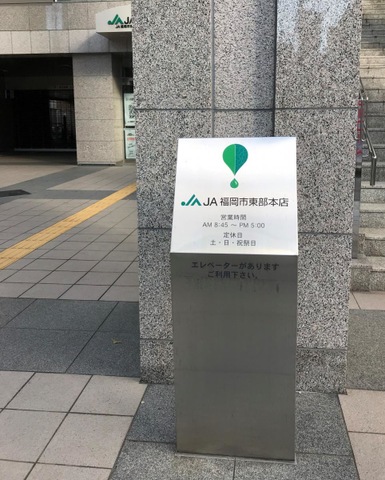 JA
JA 福岡市東部本店
営業時間
AM 8:45 ～ PM 5:00
定休日
土・日・祝祭日
エレベーターがあります
ご利用下さい。